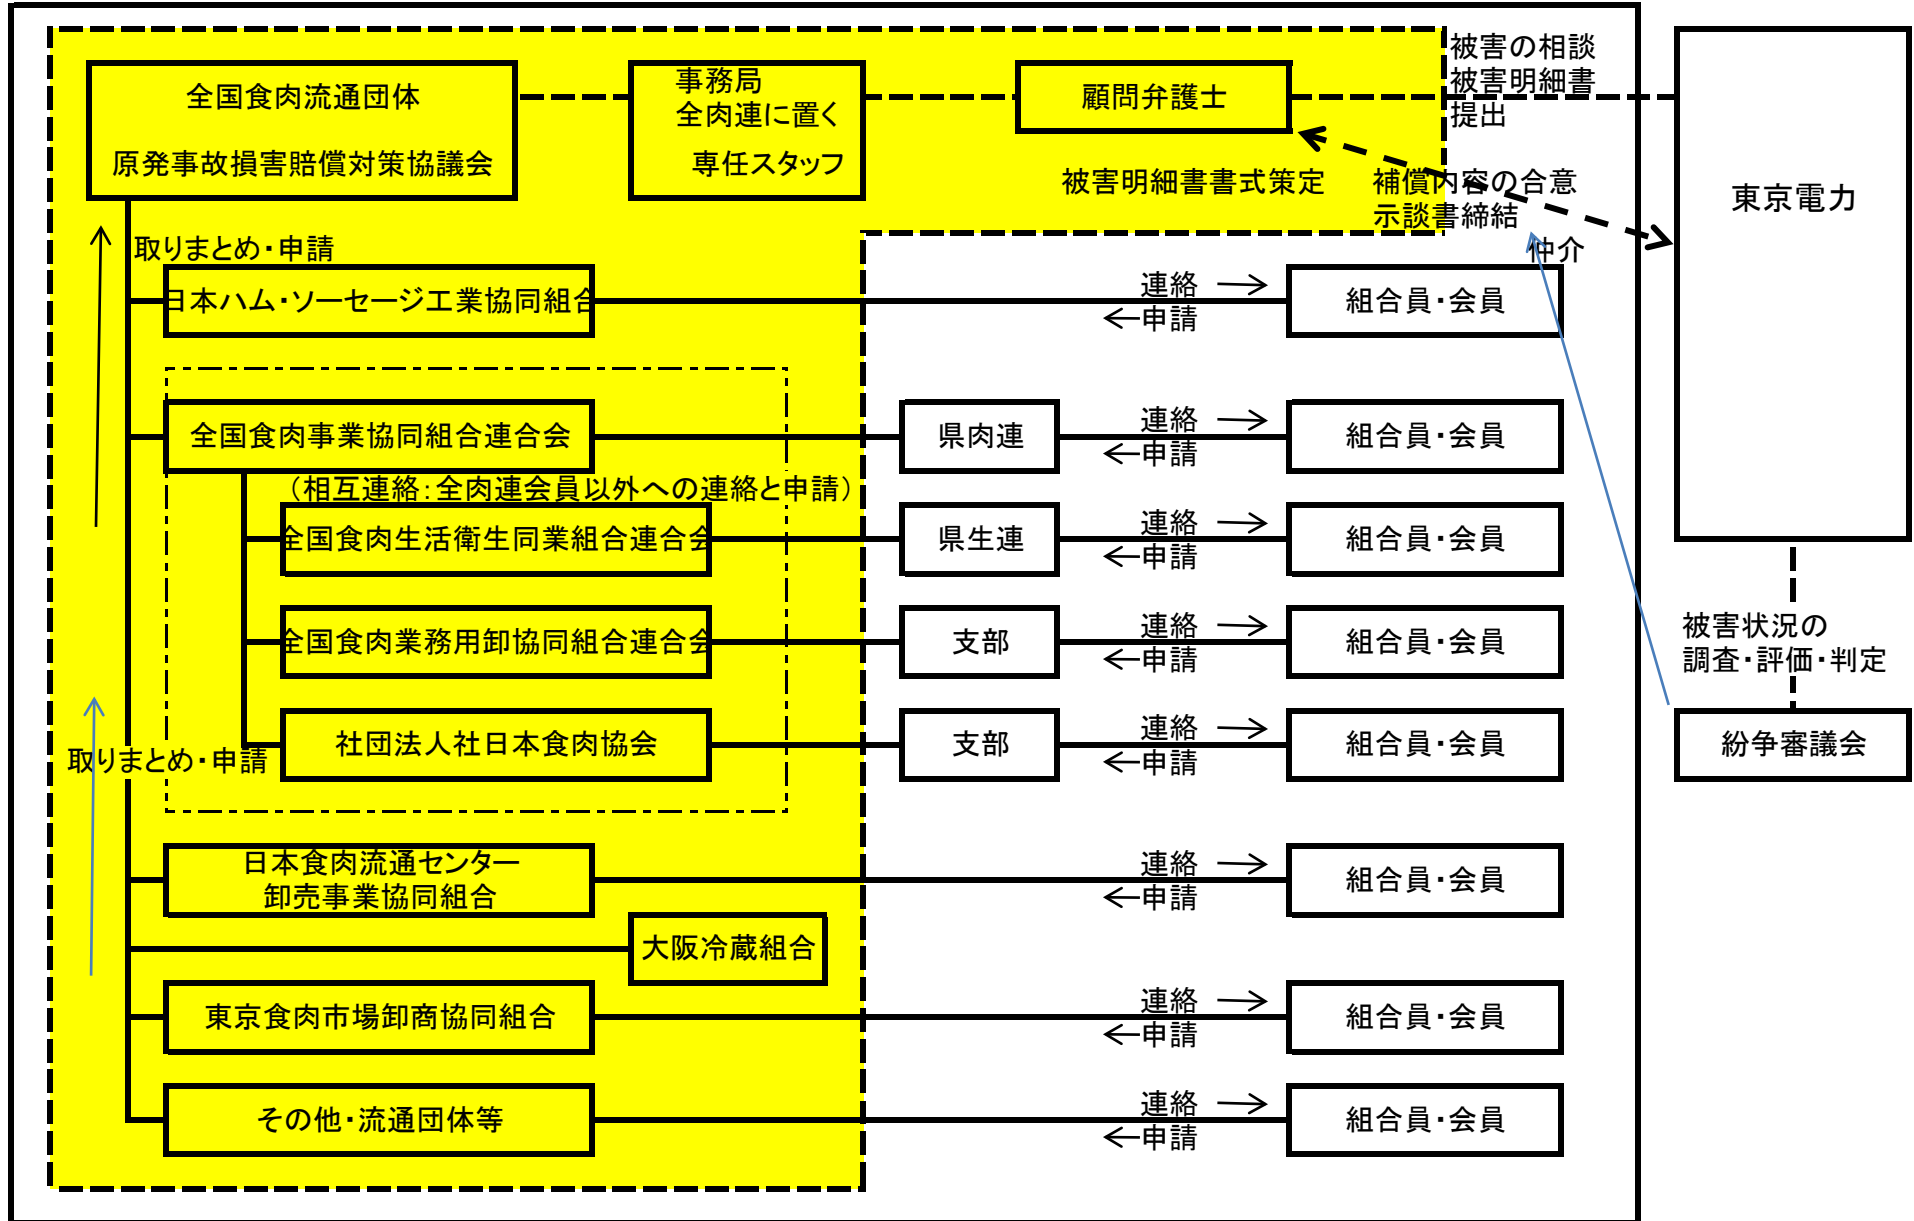 全国食肉流通団体
原発事故損害賠償対策協議会
事務局
全肉連に置く
専任スタッフ
顧問弁護士
被害の相談
被害明細書
提出
東京電力
被害明細書書式策定
補償内容の合意
示談書締結
仲介
取りまとめ・申請
日本ハム・ソーセージ工業協同組合
連絡
申請
組合員・会員
全国食肉事業協同組合連合会
県肉連
連絡
申請
組合員・会員
（相互連絡：全肉連会員以外への連絡と申請）
全国食肉生活衛生同業組合連合会
県生連
連絡
申請
組合員・会員
全国食肉業務用卸協同組合連合会
支部
連絡
申請
組合員・会員
被害状況の
調査・評価・判定
社団法人社日本食肉協会
支部
連絡
申請
組合員・会員
紛争審議会
取りまとめ・申請
日本食肉流通センター
卸売事業協同組合
連絡
申請
組合員・会員
大阪冷蔵組合
東京食肉市場卸商協同組合
連絡
申請
組合員・会員
その他・流通団体等
連絡
申請
組合員・会員